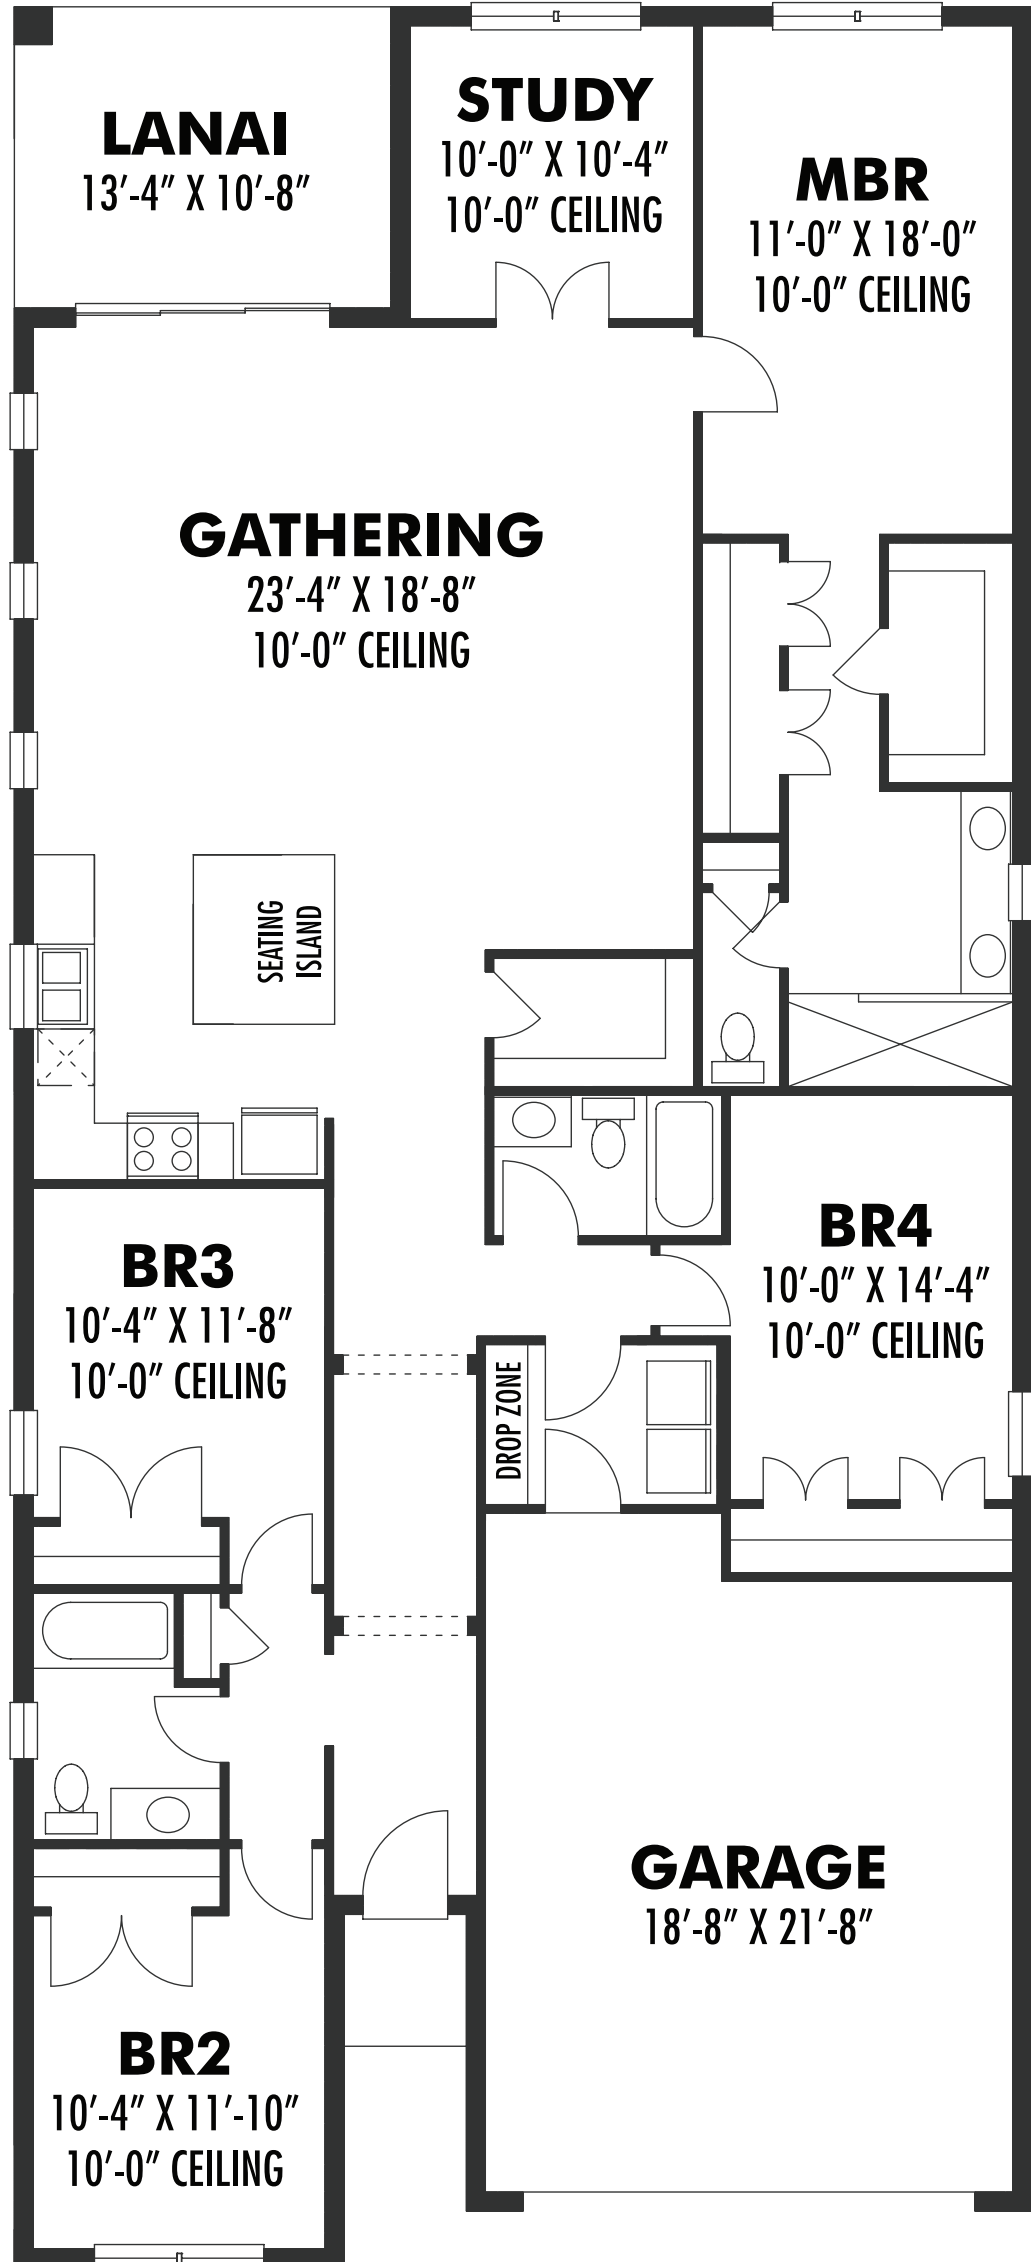 LANAI
13′-4″ X 10′-8″
STUDY
10′-0″ X 10′-4″
10′-0″ CEILING
MBR
11′-0″ X 18′-0″
10′-0″ CEILING
GATHERING
23′-4″ X 18′-8″
10′-0″ CEILING
SEATING
ISLAND
BR3
10′-4″ X 11′-8″
10′-0″ CEILING
BR4
10′-0″ X 14′-4″
10′-0″ CEILING
DROP ZONE
GARAGE
18′-8″ X 21′-8″
BR2
10′-4″ X 11′-10″
10′-0″ CEILING